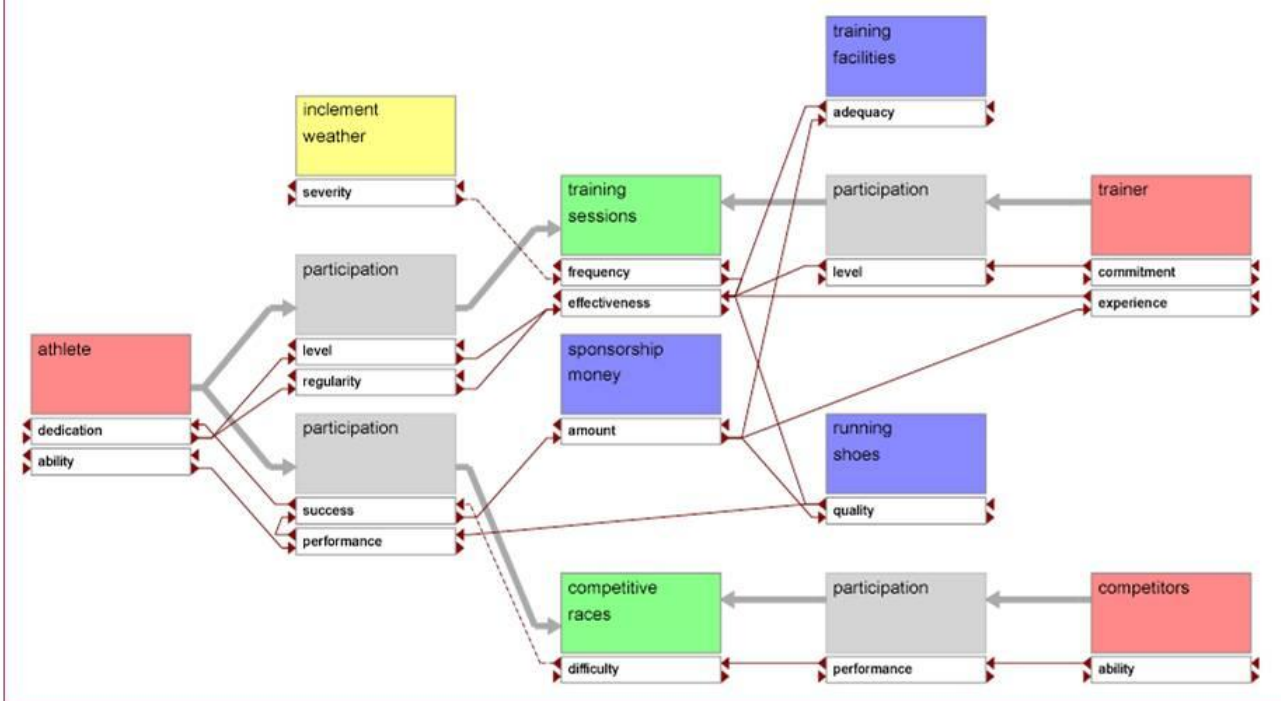 training
facilities
adequacy
inclement
weather
severity
training
sessions
frequency
effectiveness
participation
level
trainer
commitment
experience
participation
level
regularity
athlete
dedication
ability
sponsorship
money
amount
participation
success
performance
running
shoes
quality
competitive
races
difficulty
participation
performance
competitors
ability